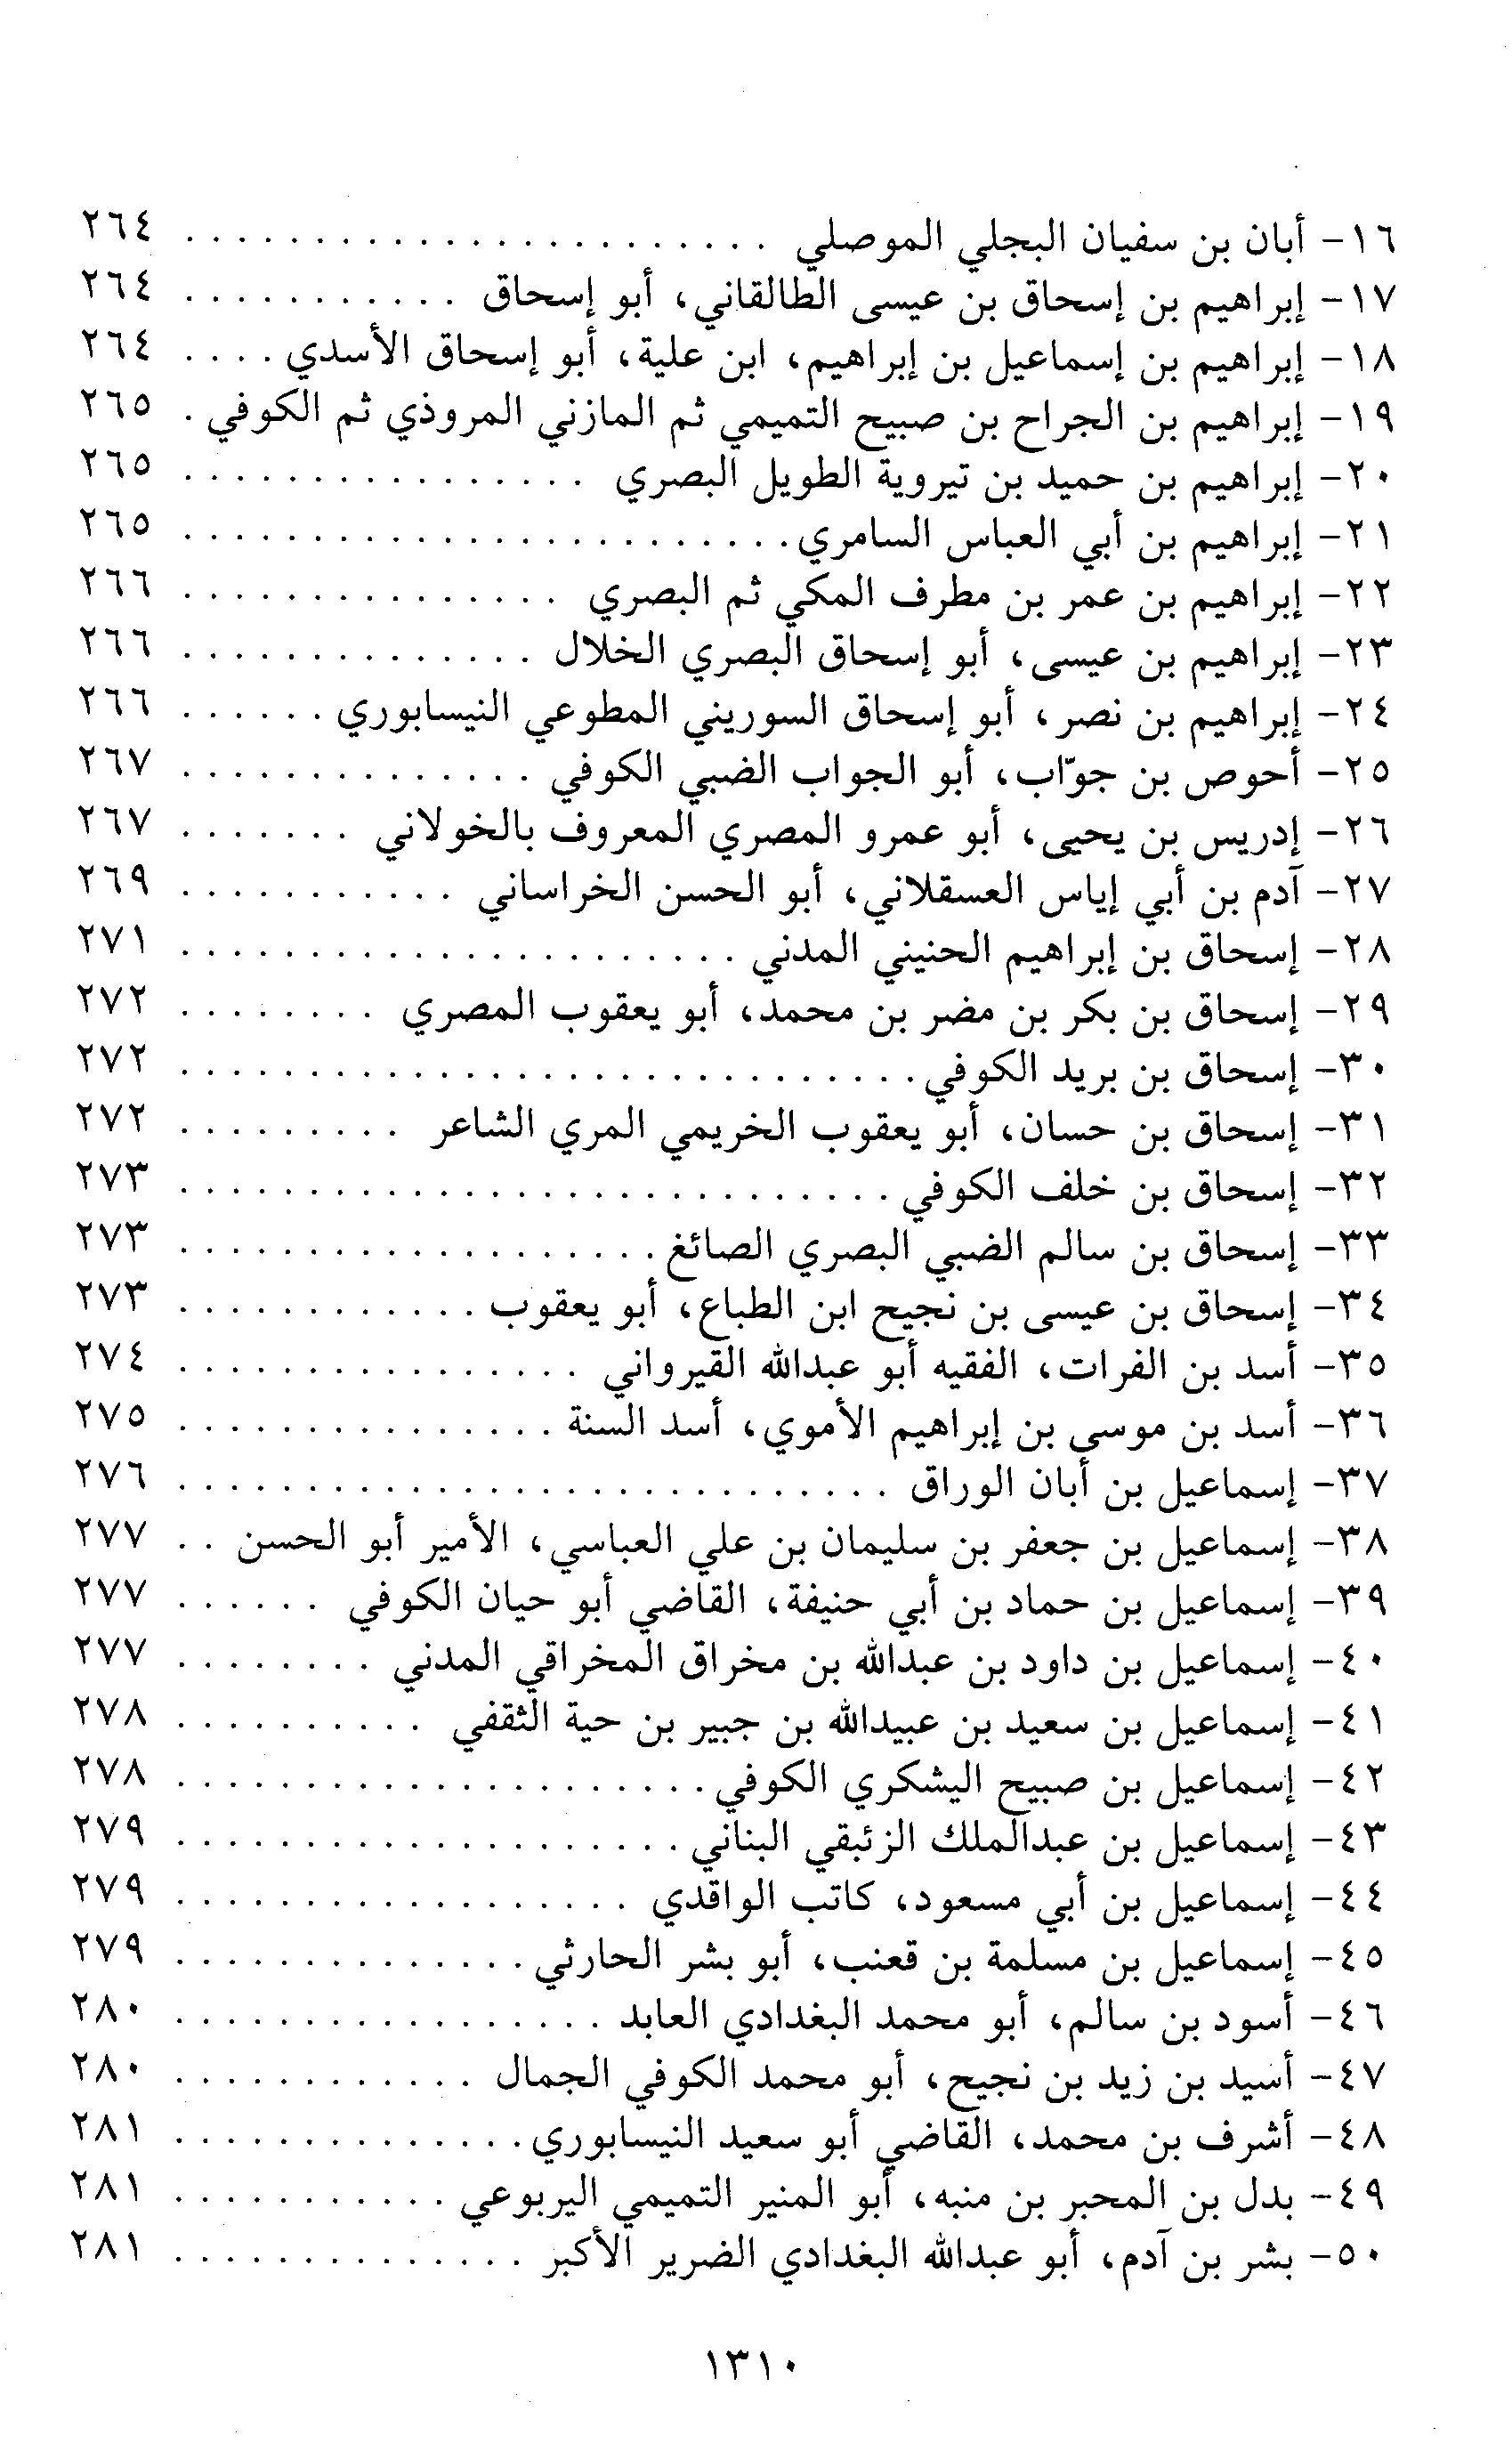 ١٦- أبان بن سفيان البجلي الموصلي . . . . . . . . . . . . . . . . . . . . . . . ٢٦٤
١٧- إبراهيم بن إسحاق بن عيسى الطالقاني، أبو إسحاق . . . . . . . . . . . ٢٦٤
١٨- إبراهيم بن إسماعيل بن إبراهيم، ابن علية، أبو إسحاق الأسدي . . . . ٢٦٤
١٩- إبراهيم بن الجراح بن صبيح التميمي ثم المازني المروذي ثم الكوفي . ٢٦٥
٢٠- إبراهيم بن حميد بن تيروية الطويل البصري . . . . . . . . . . . . . . . . ٢٦٥
٢١- إبراهيم بن أبي العباس السامري . . . . . . . . . . . . . . . . . . . . . . . . ٢٦٥
٢٢- إبراهيم بن عمر بن مطرف المكي ثم البصري . . . . . . . . . . . . . . . ٢٦٦
٢٣- إبراهيم بن عيسى، أبو إسحاق البصري الخلال . . . . . . . . . . . . . . ٢٦٦
٢٤- إبراهيم بن نصر، أبو إسحاق السوريني المطوعي النيسابوري . . . . . . ٢٦٦
٢٥- أحوص بن جوّاب، أبو الجواب الضبي الكوفي . . . . . . . . . . . . . . ٢٦٧
٢٦- إدريس بن يحيى، أبو عمرو المصري المعروف بالخولاني . . . . . . . ٢٦٧
٢٧- آدم بن أبي إياس العسقلاني، أبو الحسن الخراساني . . . . . . . . . . . ٢٦٩
٢٨- إسحاق بن إبراهيم الحنيني المدني . . . . . . . . . . . . . . . . . . . . . . ٢٧١
٢٩- إسحاق بن بكر بن مضر بن محمد، أبو يعقوب المصري . . . . . . . . ٢٧٢
٣٠- إسحاق بن بريد الكوفي . . . . . . . . . . . . . . . . . . . . . . . . . . . . . ٢٧٢
٣١- إسحاق بن حسان، أبو يعقوب الخريمي المري الشاعر . . . . . . . . . ٢٧٢
٣٢- إسحاق بن خلف الكوفي . . . . . . . . . . . . . . . . . . . . . . . . . . . . ٢٧٣
٣٣- إسحاق بن سالم الضبي البصري الصائغ . . . . . . . . . . . . . . . . . . . ٢٧٣
٣٤- إسحاق بن عيسى بن نجيح ابن الطباع، أبو يعقوب . . . . . . . . . . . . ٢٧٣
٣٥- أسد بن الفرات، الفقيه أبو عبدالله القيرواني . . . . . . . . . . . . . . . . ٢٧٤
٣٦- أسد بن موسى بن إبراهيم الأموي، أسد السنة . . . . . . . . . . . . . . . ٢٧٥
٣٧- إسماعيل بن أبان الوراق . . . . . . . . . . . . . . . . . . . . . . . . . . . . ٢٧٦
٣٨- إسماعيل بن جعفر بن سليمان بن علي العباسي، الأمير أبو الحسن . . ٢٧٧
٣٩- إسماعيل بن حماد بن أبي حنيفة، القاضي أبو حيان الكوفي . . . . . . ٢٧٧
٤٠- إسماعيل بن داود بن عبدالله بن مخراق المخراقي المدني . . . . . . . . ٢٧٧
٤١- إسماعيل بن سعيد بن عبيدالله بن جبير بن حية الثقفي . . . . . . . . . . ٢٧٨
٤٢- إسماعيل بن صبيح اليشكري الكوفي . . . . . . . . . . . . . . . . . . . . . ٢٧٨
٤٣- إسماعيل بن عبدالملك الزئبقي البناني . . . . . . . . . . . . . . . . . . . . ٢٧٩
٤٤- إسماعيل بن أبي مسعود، كاتب الواقدي . . . . . . . . . . . . . . . . . . ٢٧٩
٤٥- إسماعيل بن مسلمة بن قعنب، أبو بشر الحارثي . . . . . . . . . . . . . . ٢٧٩
٤٦- أسود بن سالم، أبو محمد البغدادي العابد . . . . . . . . . . . . . . . . . ٢٨٠
٤٧- أسيد بن زيد بن نجيح، أبو محمد الكوفي الجمال . . . . . . . . . . . . ٢٨٠
٤٨- أشرف بن محمد، القاضي أبو سعيد النيسابوري . . . . . . . . . . . . . . ٢٨١
٤٩- بدل بن المحبر بن منبه، أبو المنير التميمي اليربوعي . . . . . . . . . . . ٢٨١
٥٠- بشر بن آدم، أبو عبدالله البغدادي الضرير الأكبر . . . . . . . . . . . . . . ٢٨١
١٣١٠